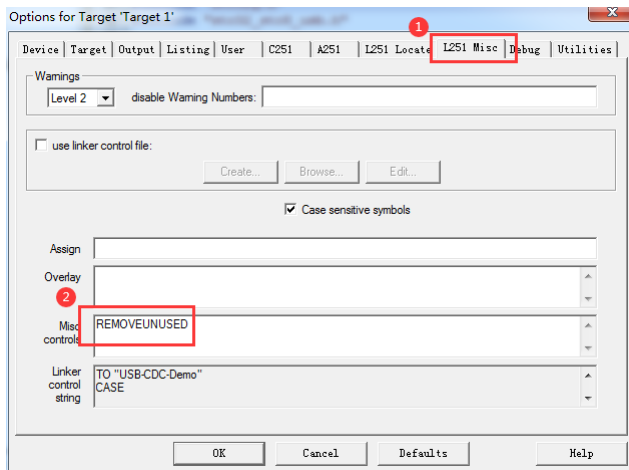 Options for Target 'Target 1'
1
Device Target Output Listing User C251 A251 L251 Locate L251 Misc Debug Utilities
Warnings
Level 2 disable Warning Numbers:
use linker control file:
Create... Browse... Edit...
Case sensitive symbols
Assign
Overlay
2
Misc controls
REMOVEUNUSED
Linker control string
TO "USB-CDC-Demo"
CASE
OK Cancel Defaults Help